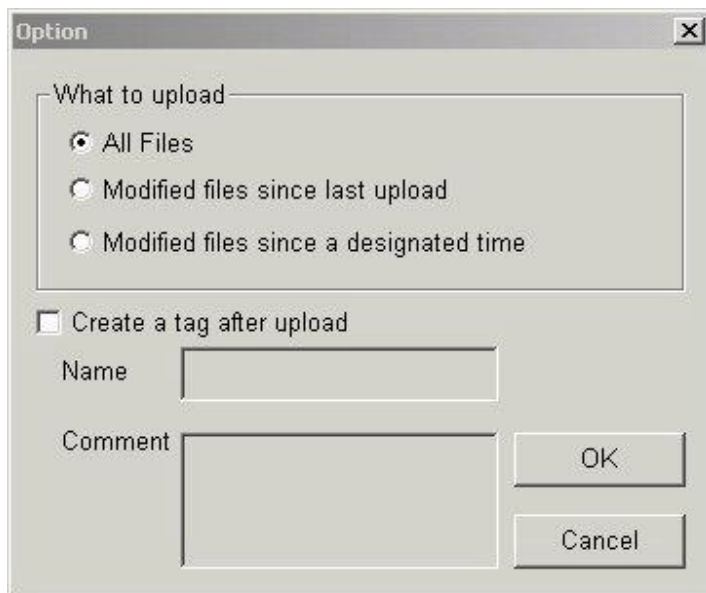 Option
What to upload
All Files
Modified files since last upload
Modified files since a designated time
Create a tag after upload
Name
Comment
OK
Cancel